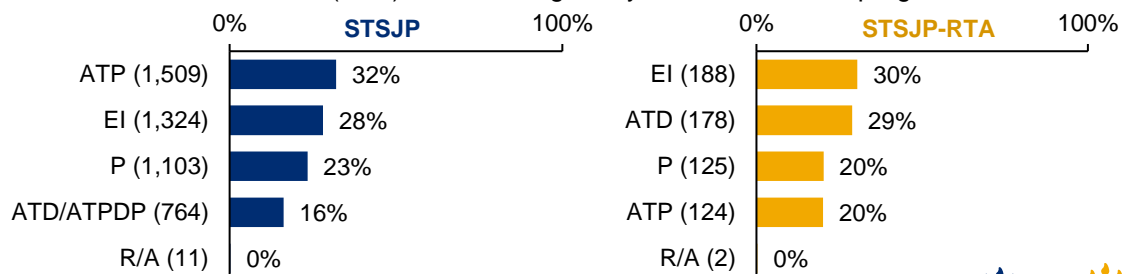 0% STSJP 100%
ATP (1,509) 32%
EI (1,324) 28%
P (1,103) 23%
ATD/ATPDP (764) 16%
R/A (11) 0%
0% STSJP-RTA 100%
EI (188) 30%
ATD (178) 29%
P (125) 20%
ATP (124) 20%
R/A (2) 0%